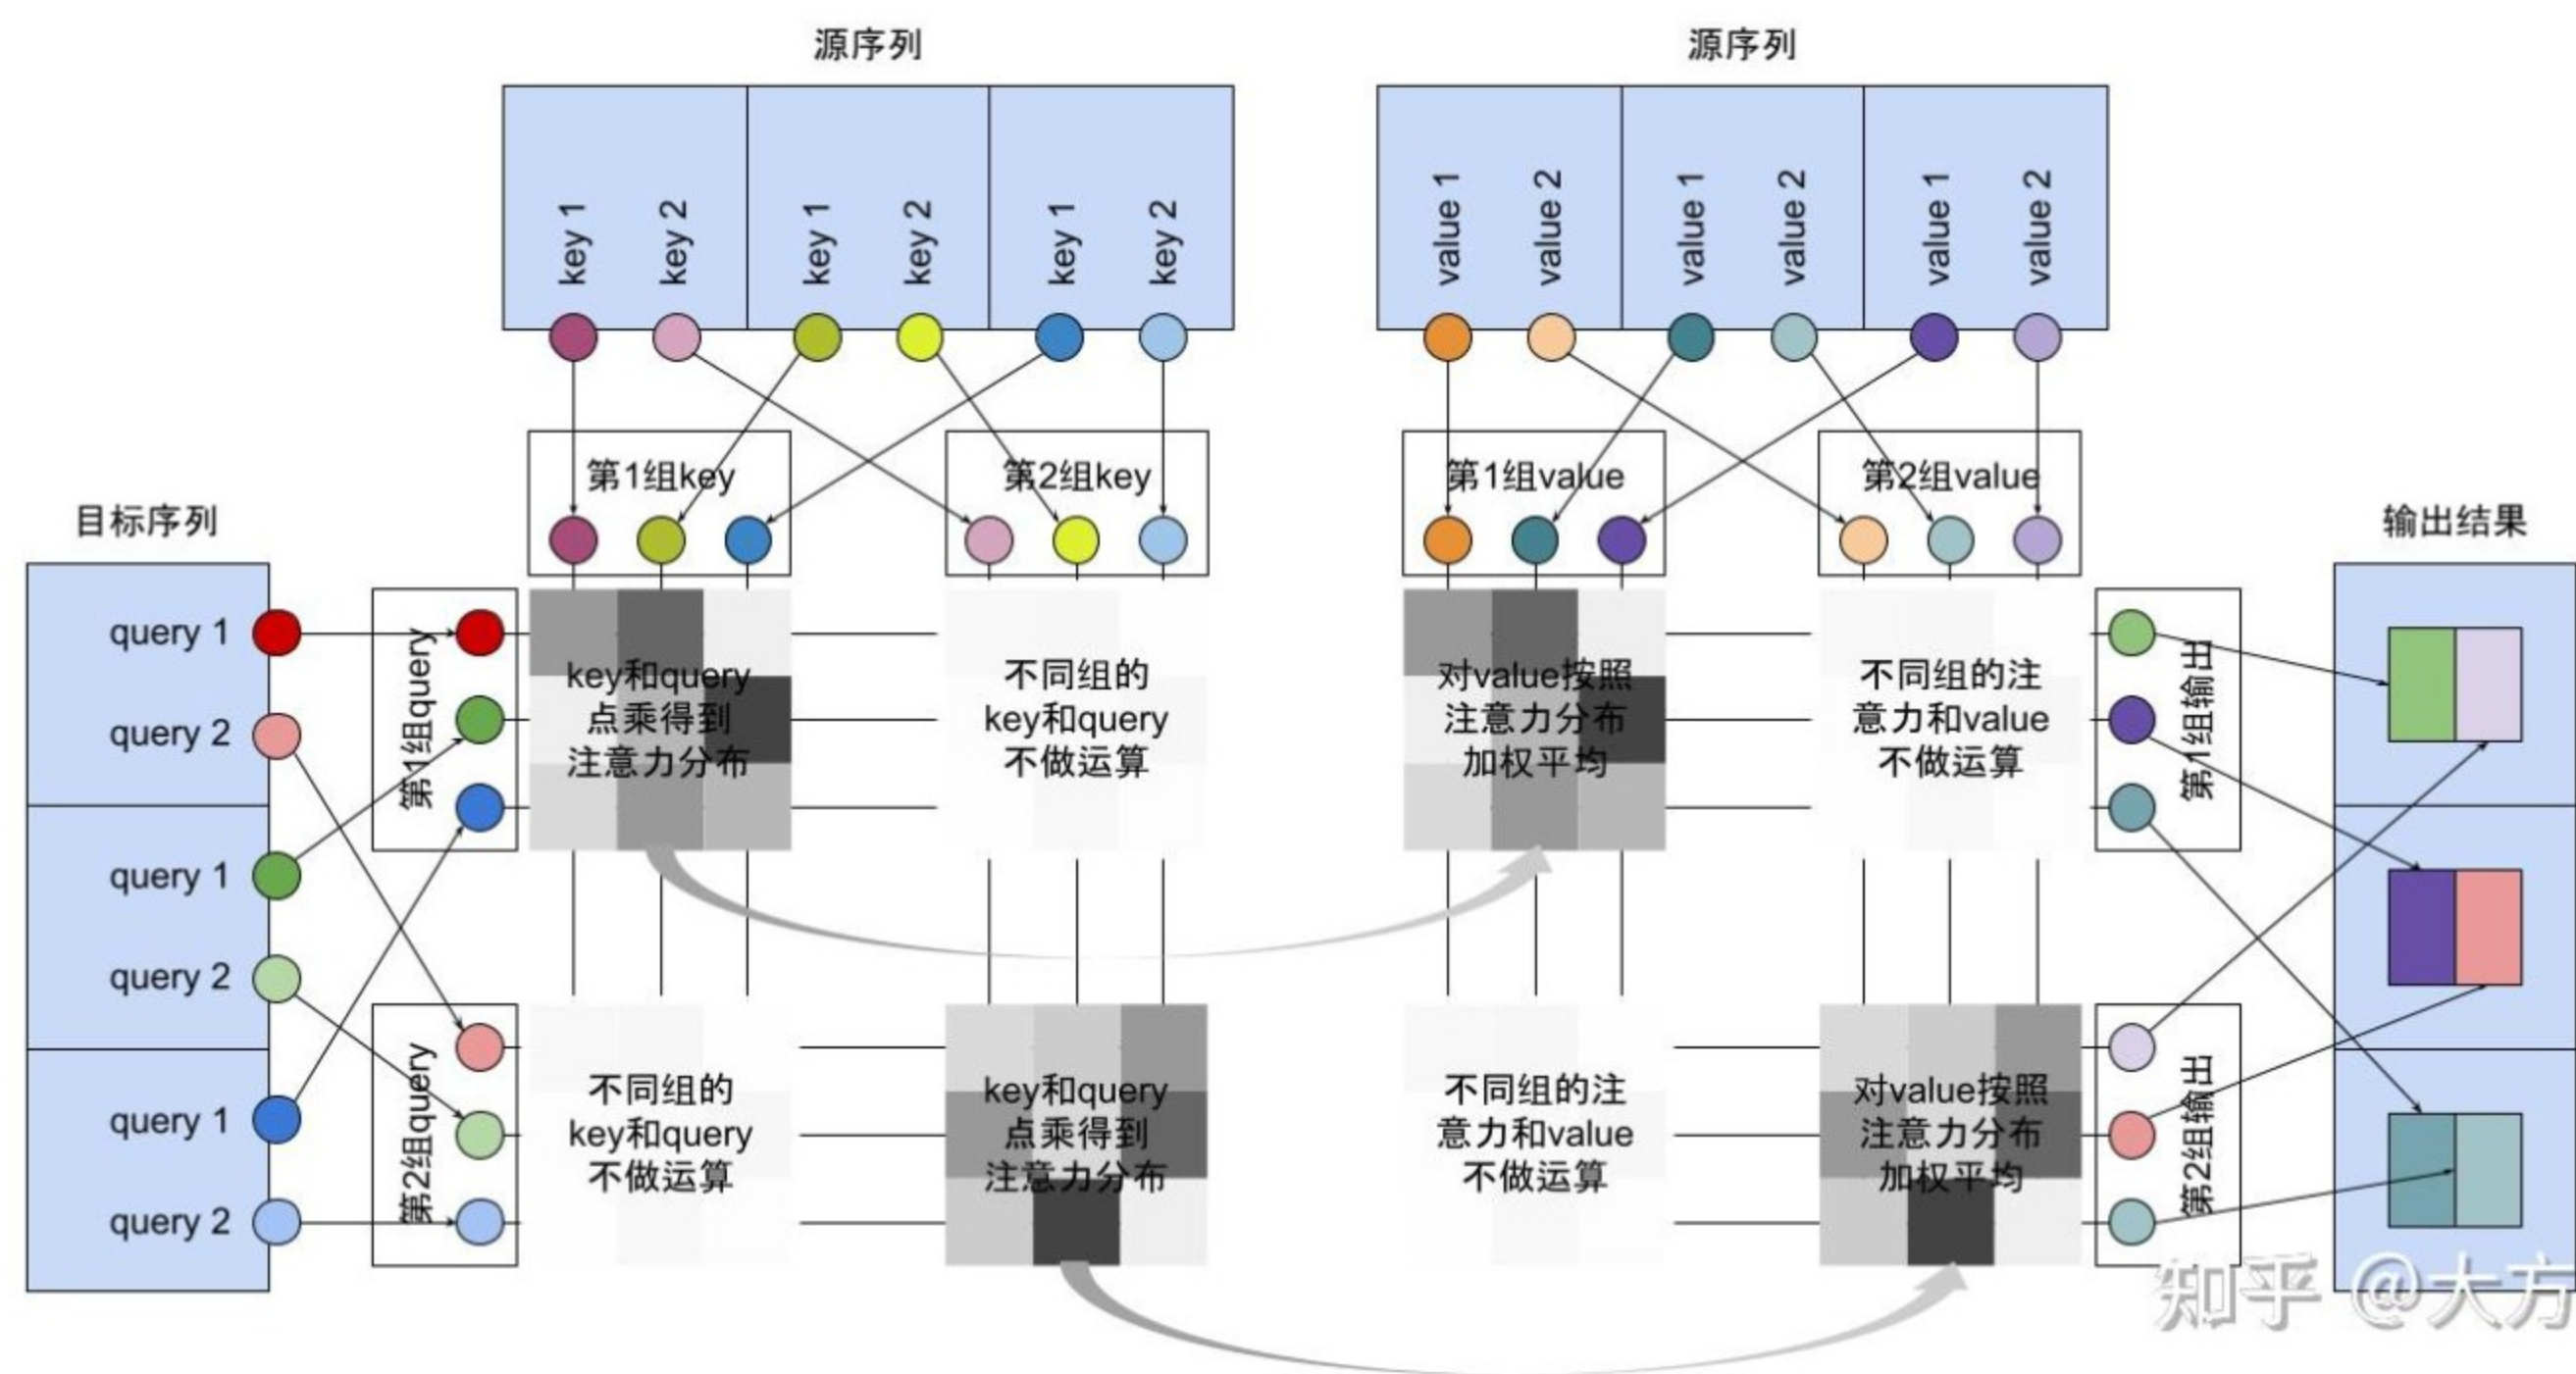 源序列
源序列
key 1
key 2
key 1
key 2
key 1
key 2
value 1
value 2
value 1
value 2
value 1
value 2
第1组key
第2组key
第1组value
第2组value
目标序列
输出结果
query 1
query 2
query 1
query 2
query 1
query 2
第1组query
第2组query
key和query
点乘得到
注意力分布
不同组的
key和query
不做运算
对value按照
注意力分布
加权平均
不同组的注
意力和value
不做运算
第1组输出
不同组的
key和query
不做运算
key和query
点乘得到
注意力分布
不同组的注
意力和value
不做运算
对value按照
注意力分布
加权平均
第2组输出
知乎 @大方